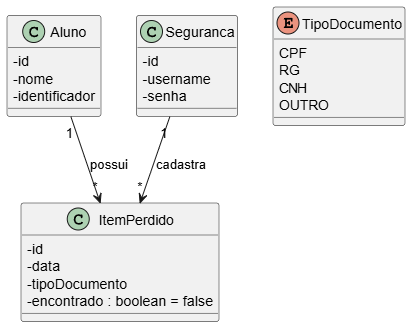 C Aluno
-id
-nome
-identificador
C Seguranca
-id
-username
-senha
E TipoDocumento
CPF
RG
CNH
OUTRO
1
possui
*
1
cadastra
*
C ItemPerdido
-id
-data
-tipoDocumento
-encontrado : boolean = false